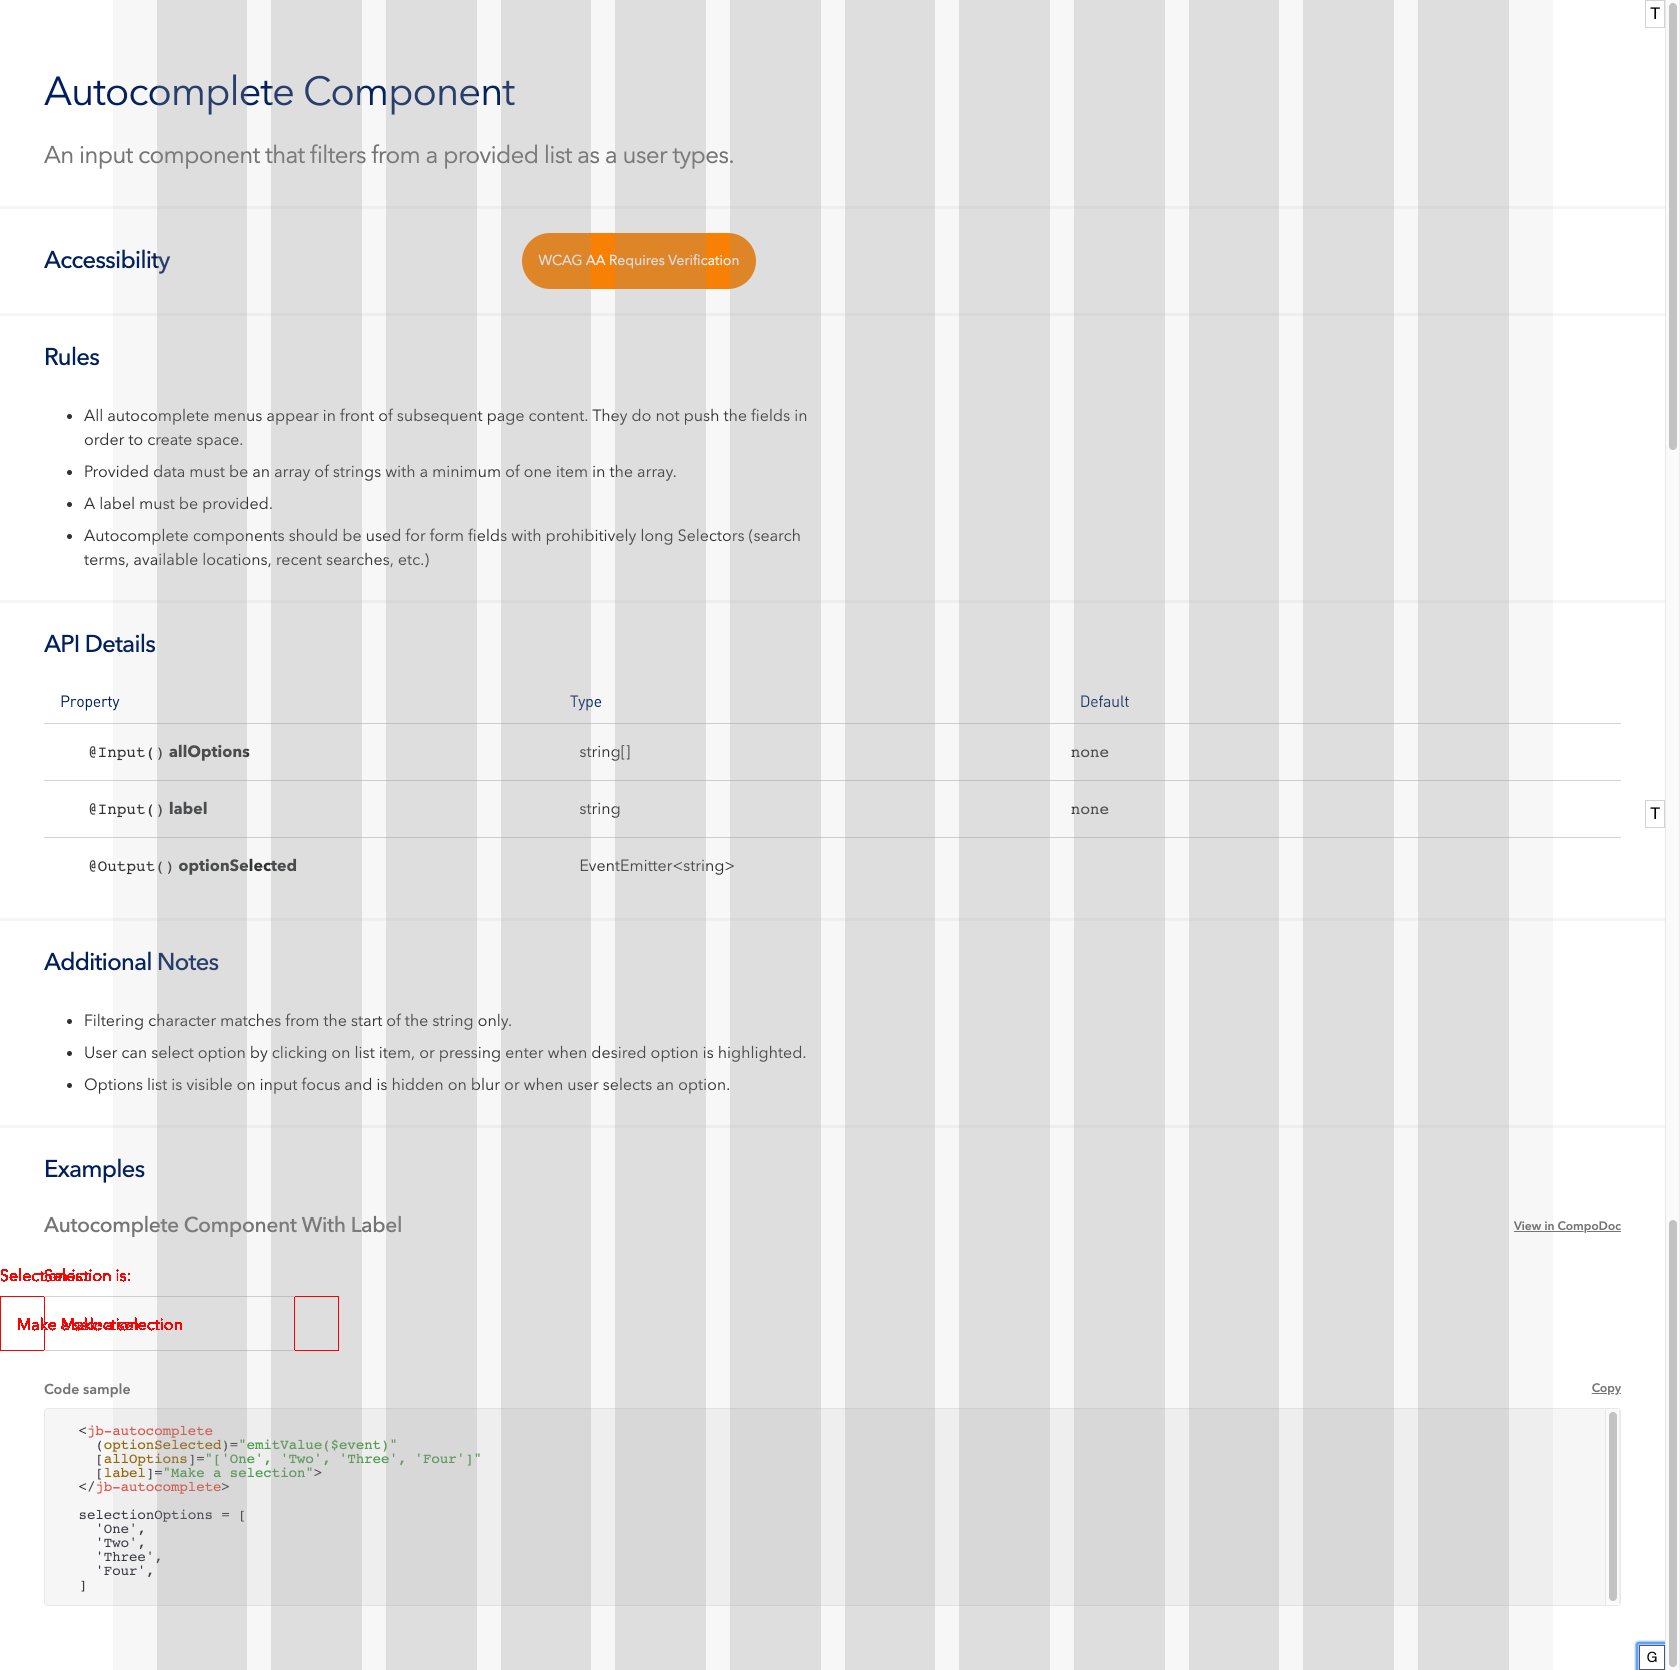 T
Autocomplete Component
An input component that filters from a provided list as a user types.
Accessibility
WCAG AA Requires Verification
Rules
• All autocomplete menus appear in front of subsequent page content. They do not push the fields in
order to create space.
• Provided data must be an array of strings with a minimum of one item in the array.
• A label must be provided.
• Autocomplete components should be used for form fields with prohibitively long Selectors (search
terms, available locations, recent searches, etc.)
API Details
Property Type Default
@Input() allOptions string[] none
@Input() label string none
T
@Output() optionSelected EventEmitter<string>
Additional Notes
• Filtering character matches from the start of the string only.
• User can select option by clicking on list item, or pressing enter when desired option is highlighted.
• Options list is visible on input focus and is hidden on blur or when user selects an option.
Examples
Autocomplete Component With Label View in CompoDoc
Selection is:
Make a selection
Code sample Copy
<jb-autocomplete
(optionSelected)="emitValue($event)"
[allOptions]="['One', 'Two', 'Three', 'Four']"
[label]="Make a selection">
</jb-autocomplete>
selectionOptions = [
'One',
'Two',
'Three',
'Four',
]
G